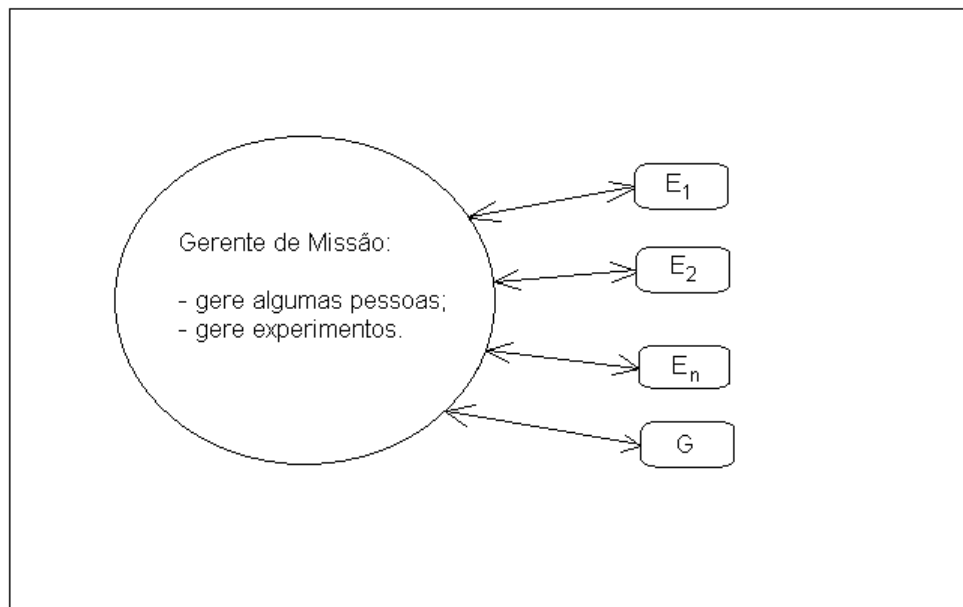 Gerente de Missão:
- gere algumas pessoas;
- gere experimentos.
E₁
E₂
Eₙ
G